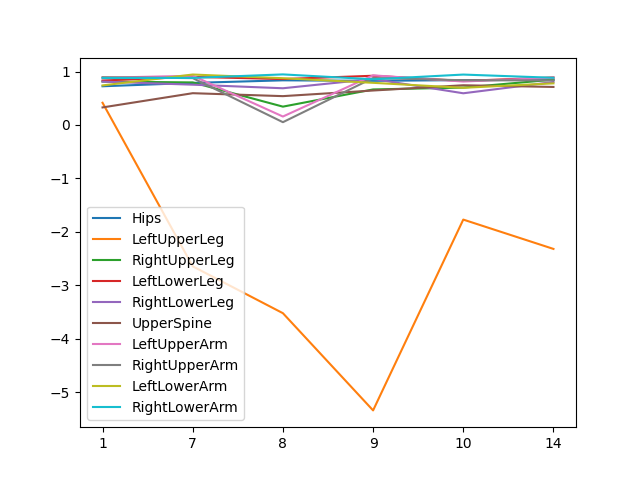 1
0
−1
−2
−3
−4
−5
Hips
LeftUpperLeg
RightUpperLeg
LeftLowerLeg
RightLowerLeg
UpperSpine
LeftUpperArm
RightUpperArm
LeftLowerArm
RightLowerArm
1 7 8 9 10 14